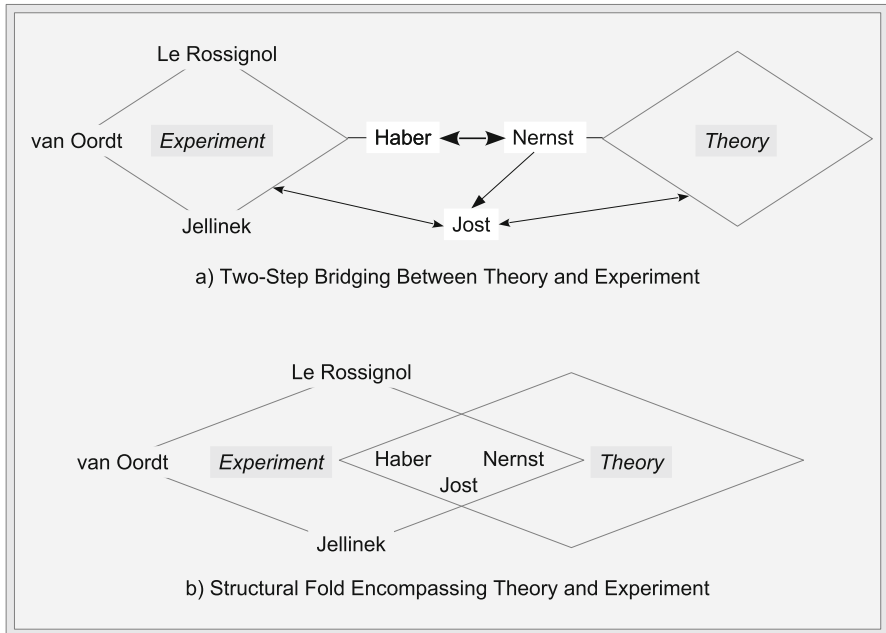 Le Rossignol
van Oordt
Experiment
Haber
Nernst
Theory
Jellinek
Jost
a) Two-Step Bridging Between Theory and Experiment
Le Rossignol
van Oordt
Experiment
Haber
Nernst
Theory
Jost
Jellinek
b) Structural Fold Encompassing Theory and Experiment